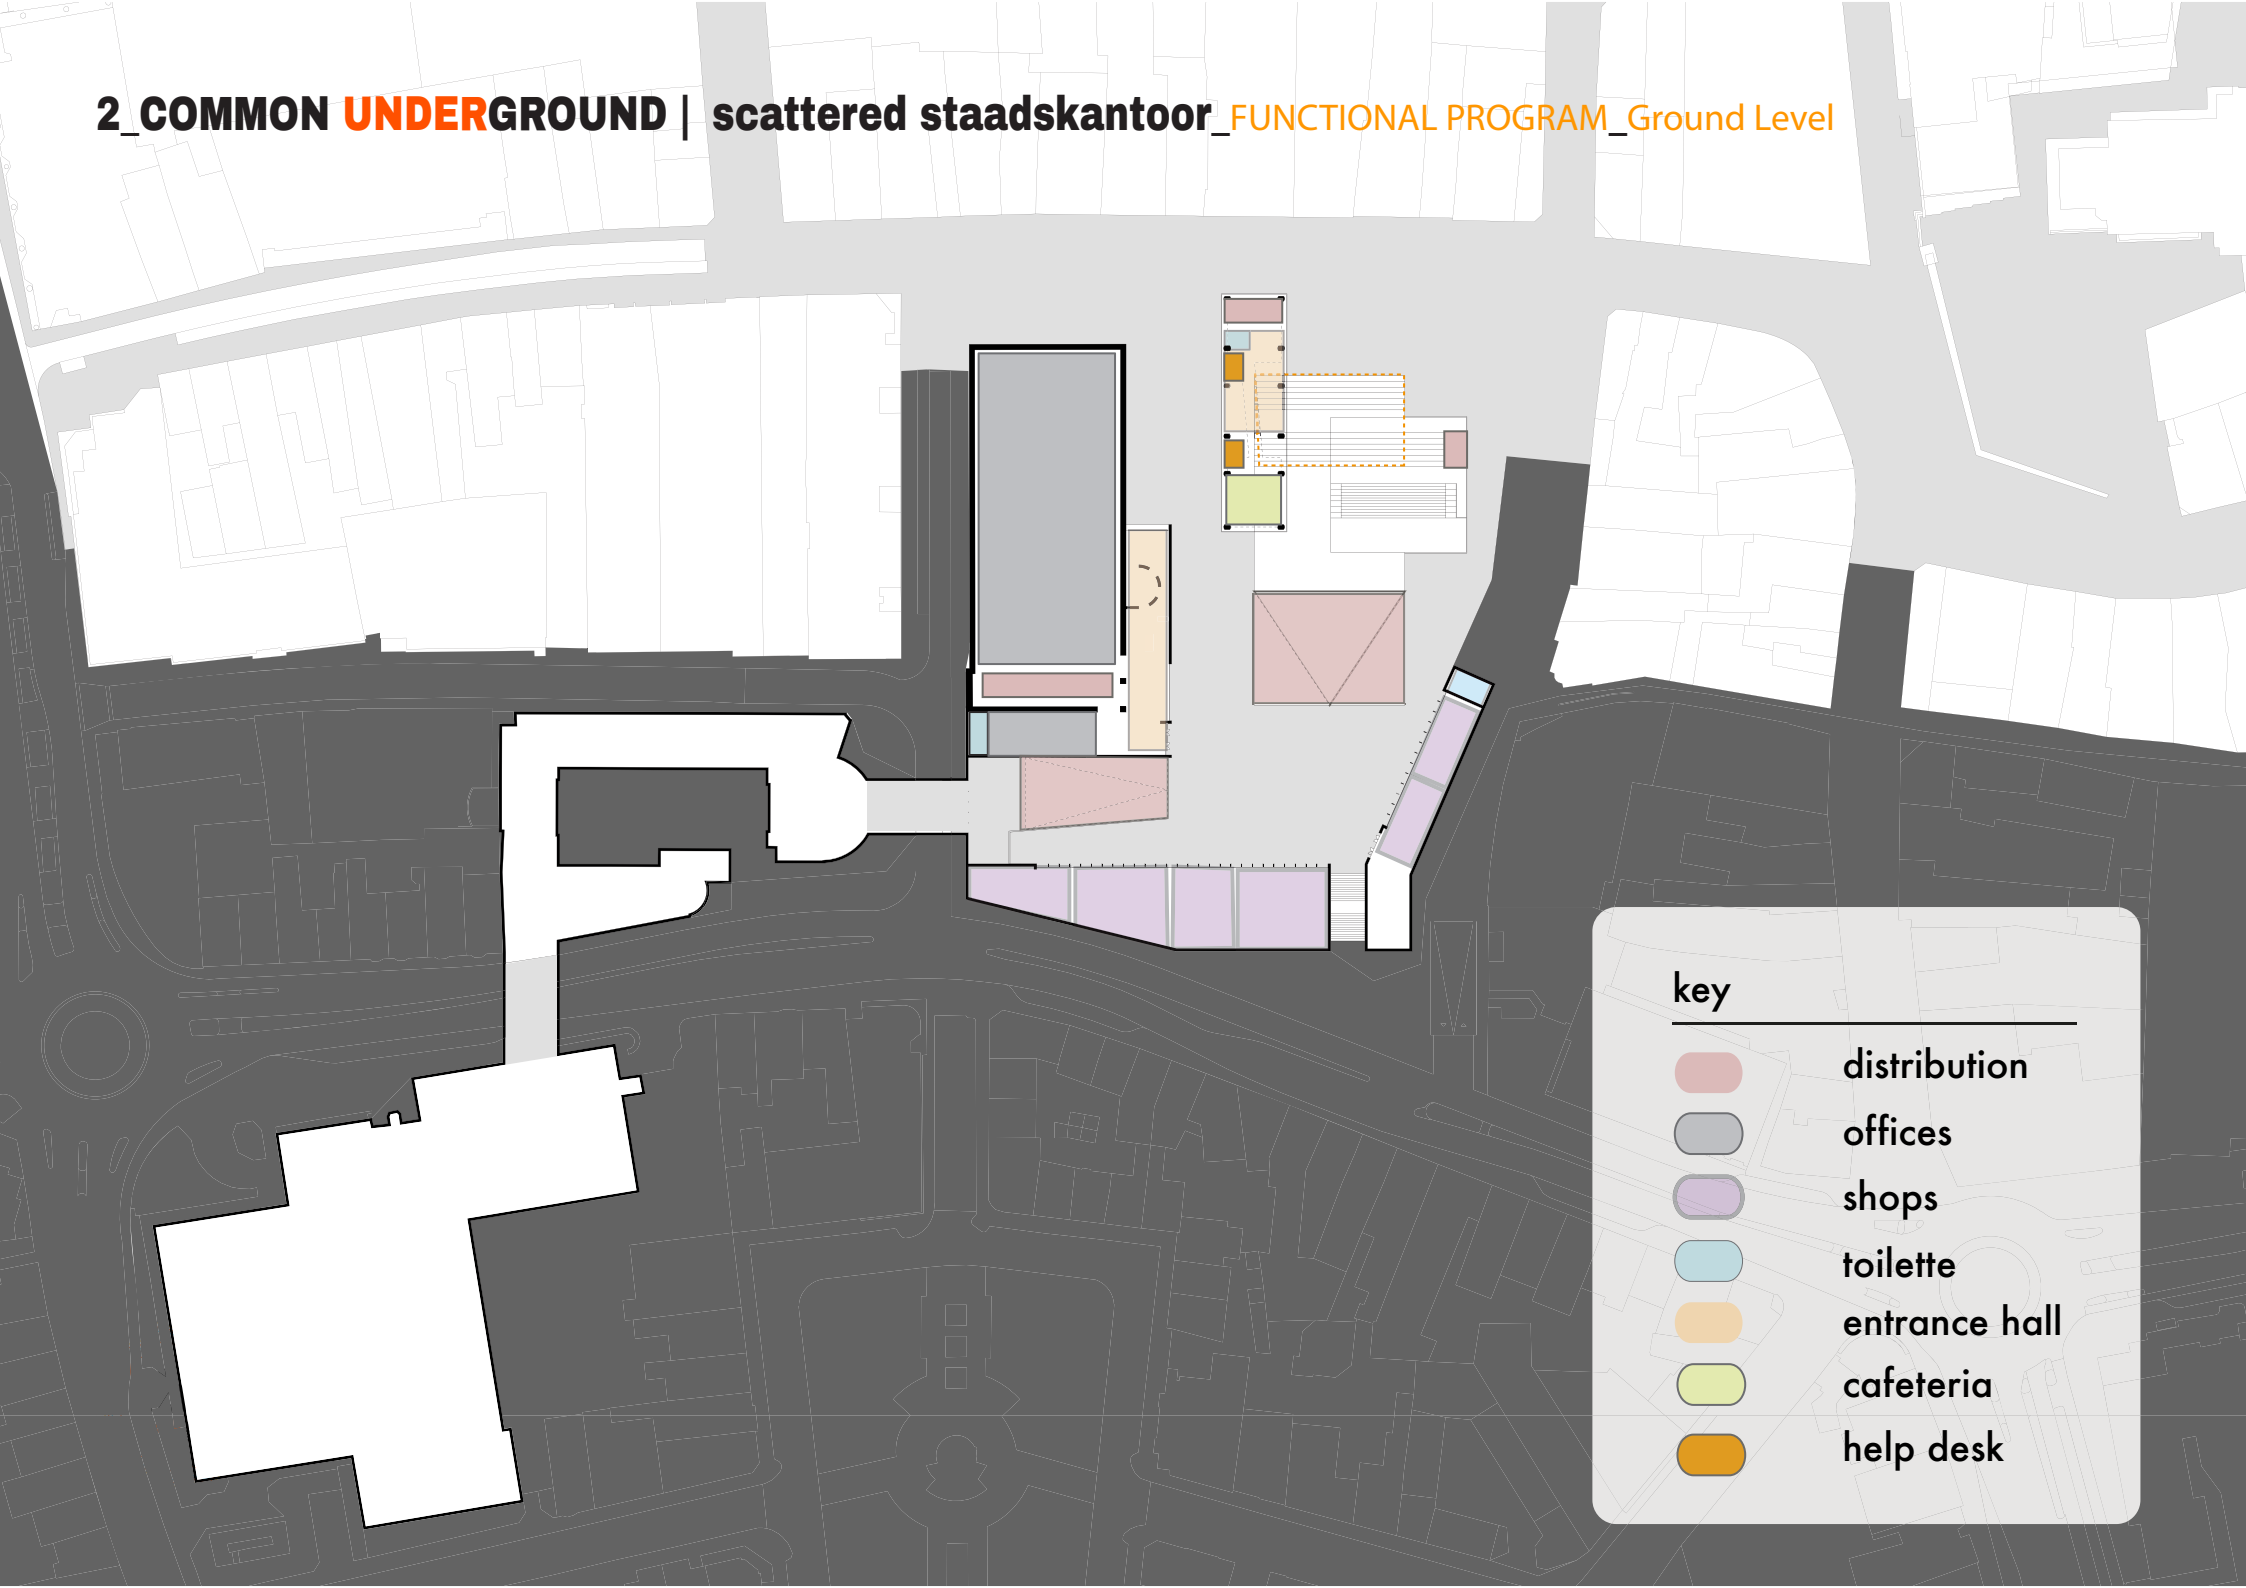 2_COMMON UNDERGROUND | scattered staadskantoor_FUNCTIONAL PROGRAM_Ground Level
key
distribution
offices
shops
toilette
entrance hall
cafeteria
help desk